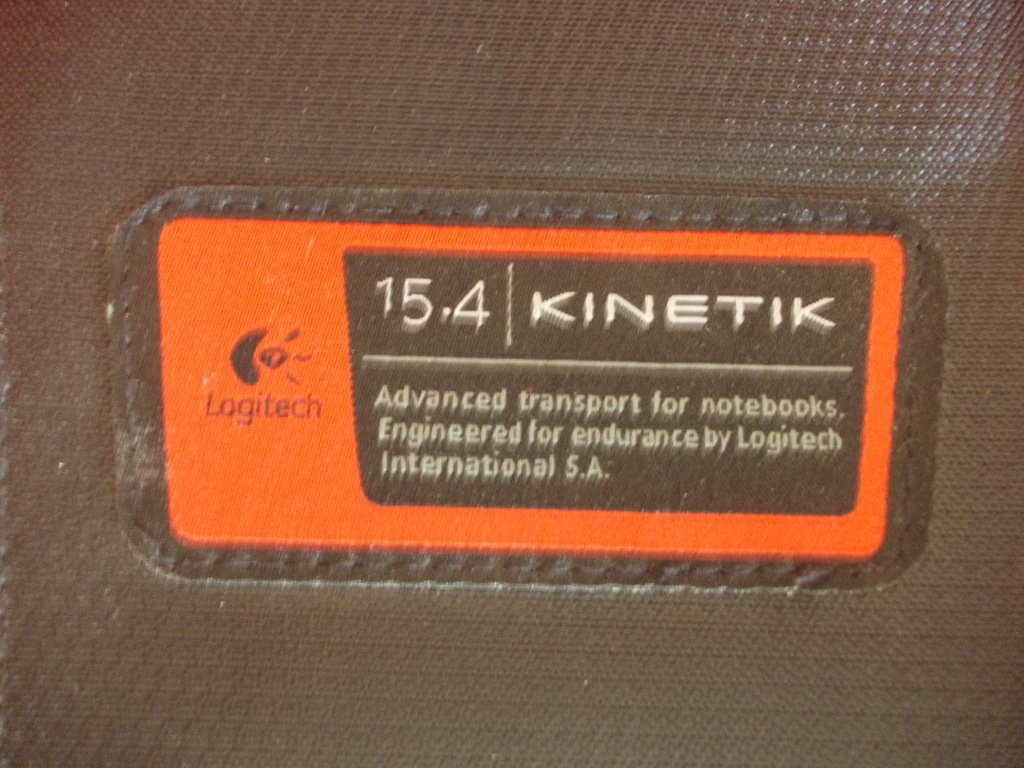 15.4 | KINETIK
Logitech
Advanced transport for notebooks.
Engineered for endurance by Logitech
International S.A.